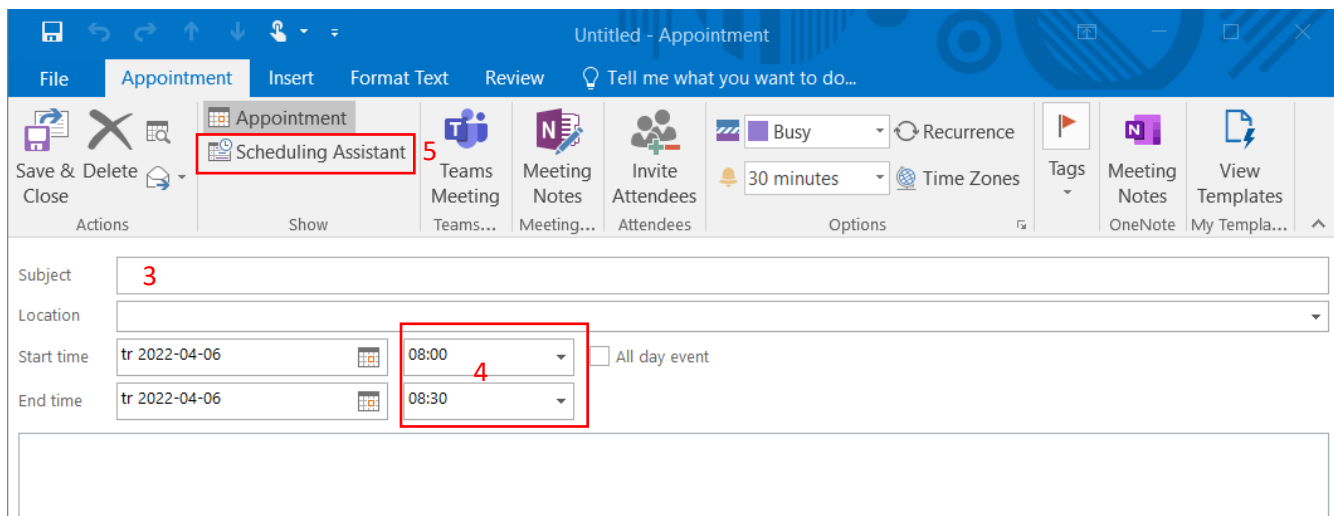 Untitled - Appointment
File Appointment Insert Format Text Review Tell me what you want to do...
Appointment
Scheduling Assistant 5
Save & Close
Delete
Teams Meeting
Meeting Notes
Invite Attendees
Busy
Recurrence
30 minutes
Time Zones
Tags
Meeting Notes
View Templates
Actions Show Teams... Meeting... Attendees Options OneNote My Templa...
Subject 3
Location
Start time tr 2022-04-06 08:00 All day event
4
End time tr 2022-04-06 08:30